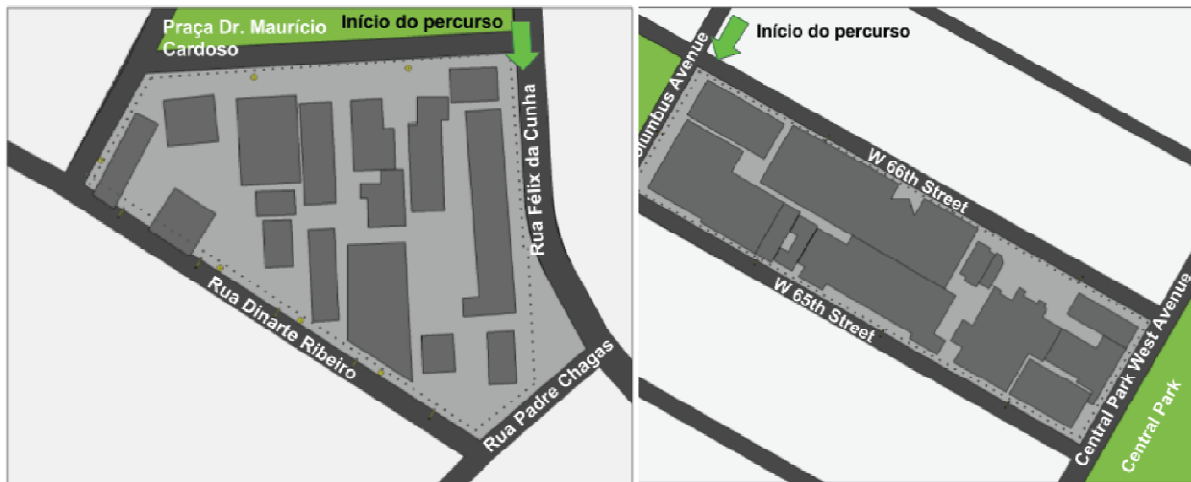 Praça Dr. Maurício
Cardoso
Início do percurso
Rua Félix da Cunha
Rua Dinarte Ribeiro
Rua Padre Chagas
Início do percurso
Avenue
W 66th Street
W 65th Street
Central Park West Avenue
Central Park